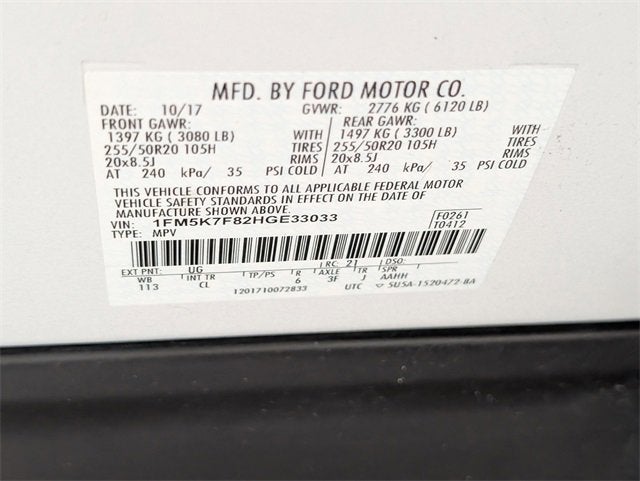 MFD. BY FORD MOTOR CO.
DATE: 10/17 GVWR: 2776 KG ( 6120 LB)
FRONT GAWR: REAR GAWR:
1397 KG ( 3080 LB) WITH 1497 KG ( 3300 LB) WITH
255/50R20 105H TIRES 255/50R20 105H TIRES
20x8.5J RIMS 20x8.5J RIMS
AT 240 kPa/ 35 PSI COLD AT 240 kPa/ 35 PSI COLD
THIS VEHICLE CONFORMS TO ALL APPLICABLE FEDERAL MOTOR
VEHICLE SAFETY STANDARDS IN EFFECT ON THE DATE OF
MANUFACTURE SHOWN ABOVE.
VIN: 1FM5K7F82HGE33033 F0261
TYPE: MPV T0412
EXT PNT: UG RC: 21 DSO:
WB INT TR TP/PS R AXLE TR SPR
113 CL 6 3F J AAHH
1201710072833 UTC ▽ 5U5A-1520472-BA